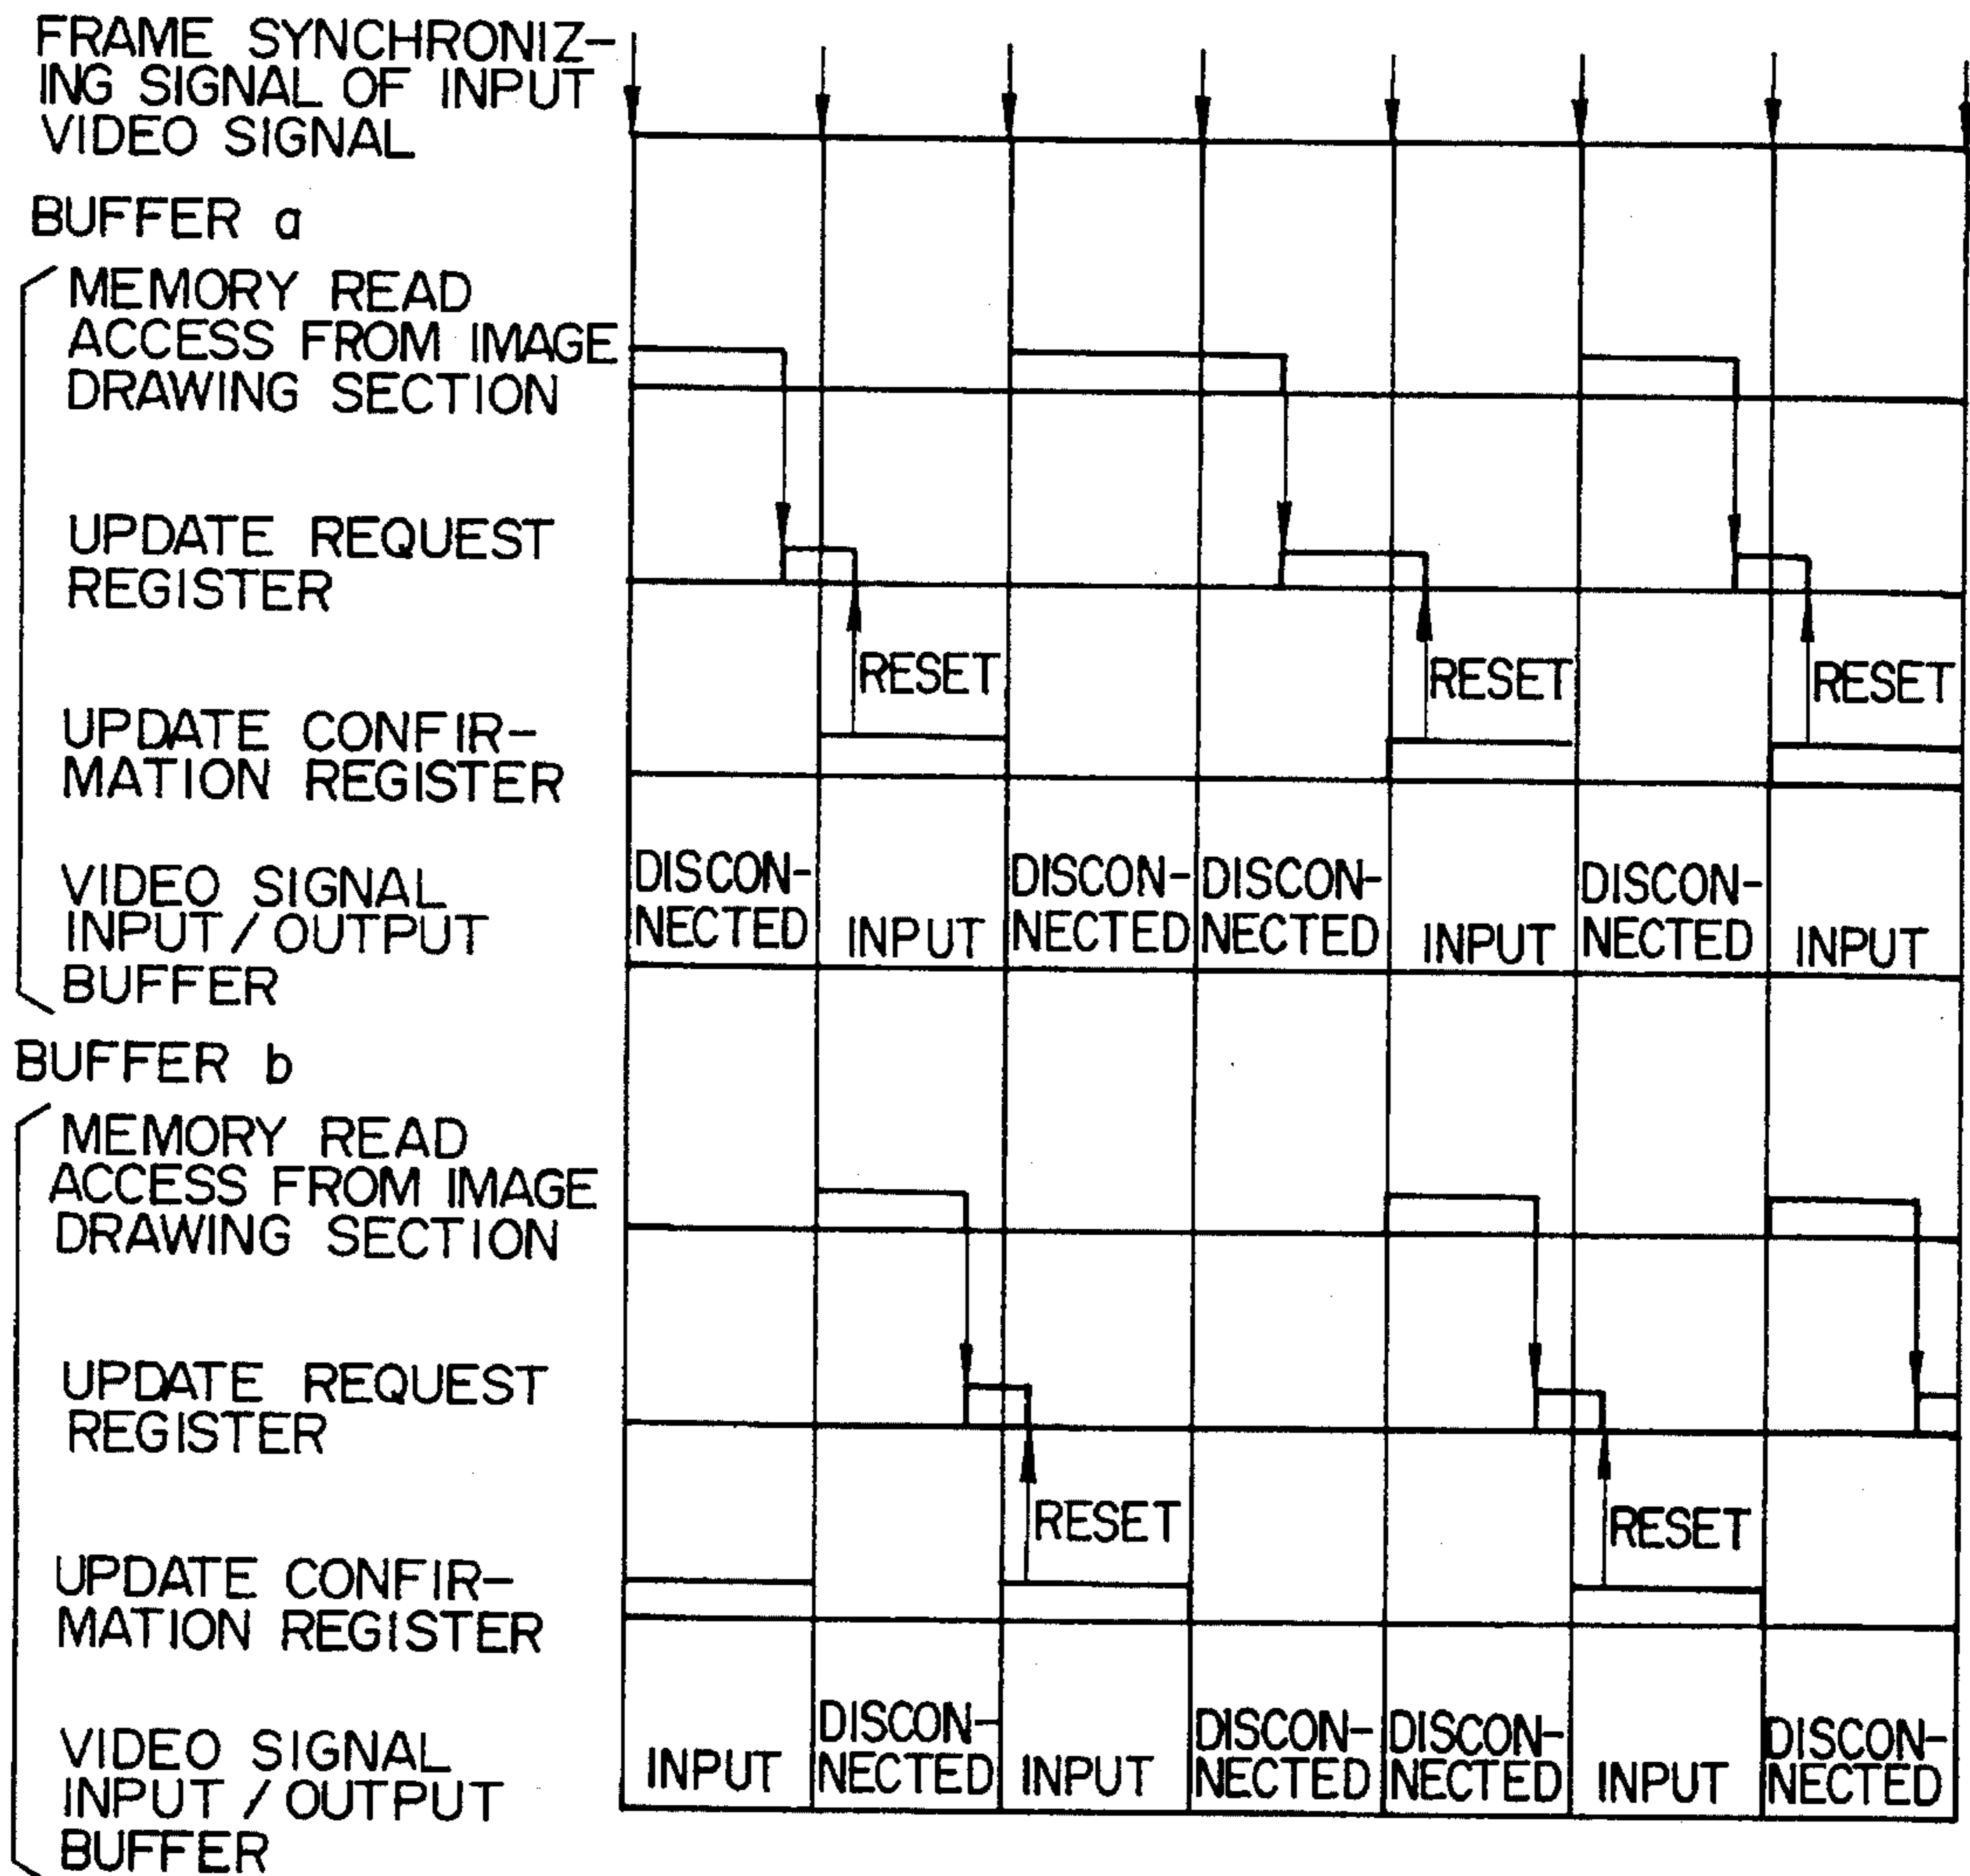 FRAME SYNCHRONIZ-
ING SIGNAL OF INPUT
VIDEO SIGNAL
BUFFER a
MEMORY READ
ACCESS FROM IMAGE
DRAWING SECTION
UPDATE REQUEST
REGISTER
RESET
RESET
RESET
UPDATE CONFIR-
MATION REGISTER
VIDEO SIGNAL
INPUT / OUTPUT
BUFFER
DISCON-
NECTED
INPUT
DISCON-
NECTED
DISCON-
NECTED
INPUT
DISCON-
NECTED
INPUT
BUFFER b
MEMORY READ
ACCESS FROM IMAGE
DRAWING SECTION
UPDATE REQUEST
REGISTER
RESET
RESET
UPDATE CONFIR-
MATION REGISTER
VIDEO SIGNAL
INPUT / OUTPUT
BUFFER
INPUT
DISCON-
NECTED
INPUT
DISCON-
NECTED
DISCON-
NECTED
INPUT
DISCON-
NECTED